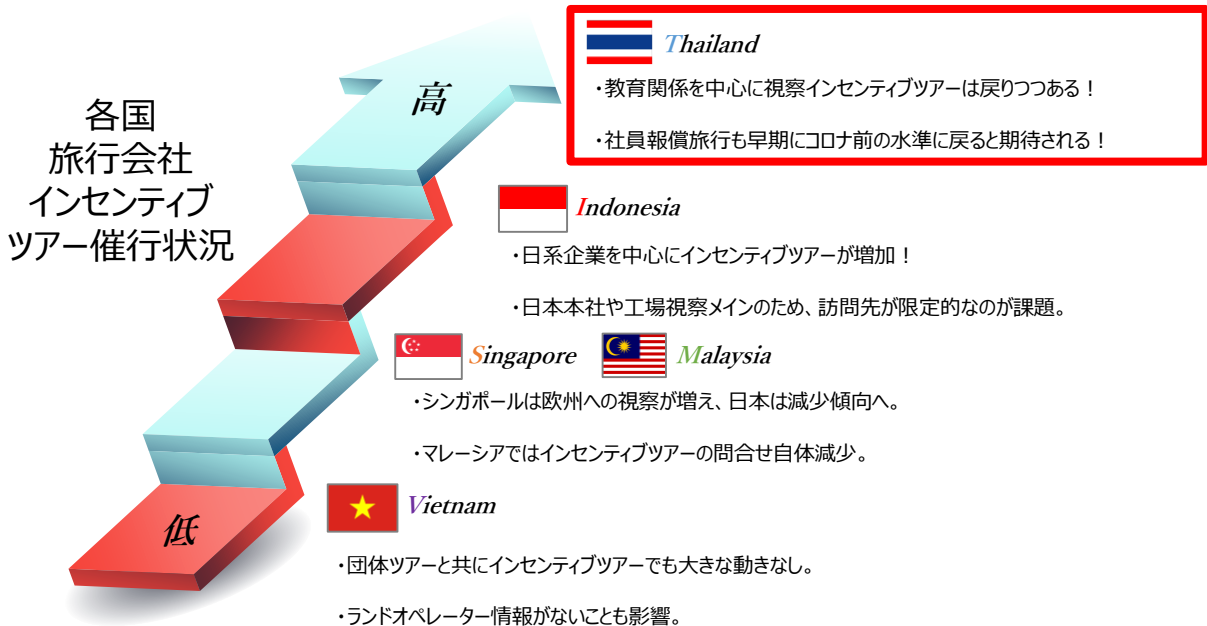 各国
旅行会社
インセンティブ
ツアー催行状況
高
低
Thailand
・教育関係を中心に視察インセンティブツアーは戻りつつある！
・社員報償旅行も早期にコロナ前の水準に戻ると期待される！
Indonesia
・日系企業を中心にインセンティブツアーが増加！
・日本本社や工場視察メインのため、訪問先が限定的なのが課題。
Singapore Malaysia
・シンガポールは欧州への視察が増え、日本は減少傾向へ。
・マレーシアではインセンティブツアーの問合せ自体減少。
Vietnam
・団体ツアーと共にインセンティブツアーでも大きな動きなし。
・ランドオペレーター情報がないことも影響。